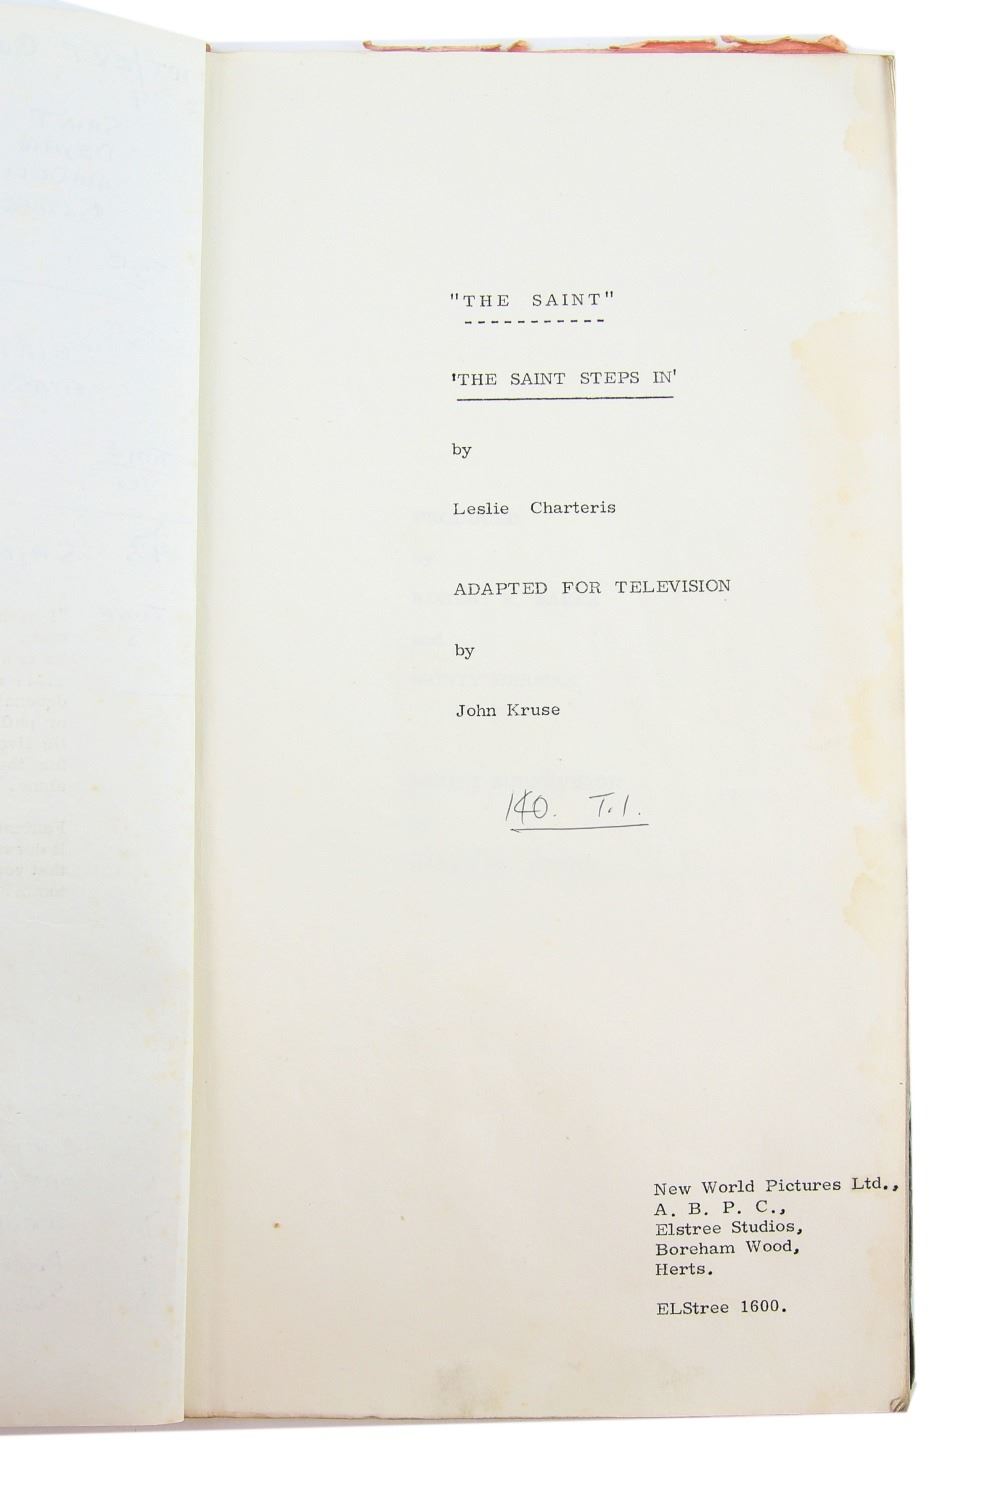 "THE SAINT"
'THE SAINT STEPS IN'
by
Leslie Charteris
ADAPTED FOR TELEVISION
by
John Kruse
140. T.1.
New World Pictures Ltd.,
A. B. P. C.,
Elstree Studios,
Boreham Wood,
Herts.
ELStree 1600.